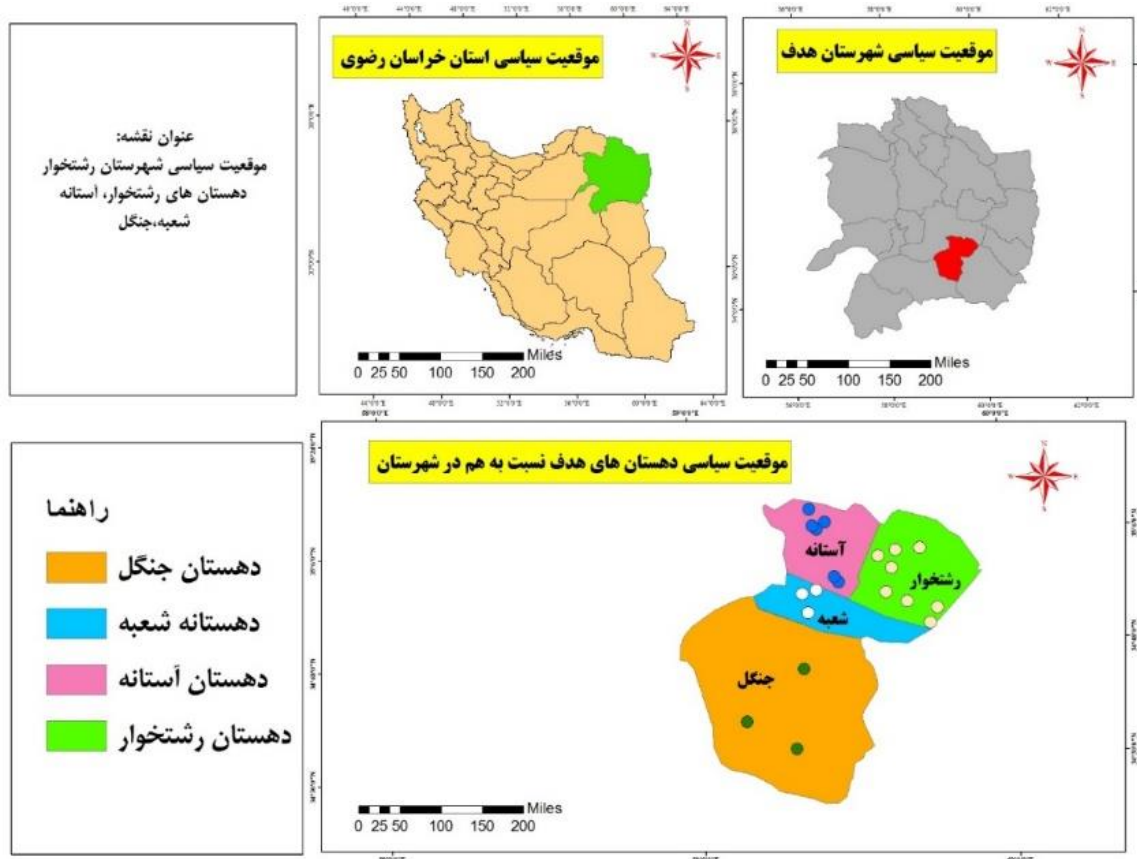 عنوان نقشه:
موقعیت سیاسی شهرستان رشتخوار
دهستان های رشتخوار، آستانه
شعبه،جنگل
موقعیت سیاسی استان خراسان رضوی
N
Miles
0 25 50 100 150 200
موقعیت سیاسی شهرستان هدف
N
Miles
0 25 50 100 150 200
راهنما
دهستان جنگل
دهستانه شعبه
دهستان آستانه
دهستان رشتخوار
موقعیت سیاسی دهستان های هدف نسبت به هم در شهرستان
N
آستانه
رشتخوار
شعبه
جنگل
Miles
0 25 50 100 150 200